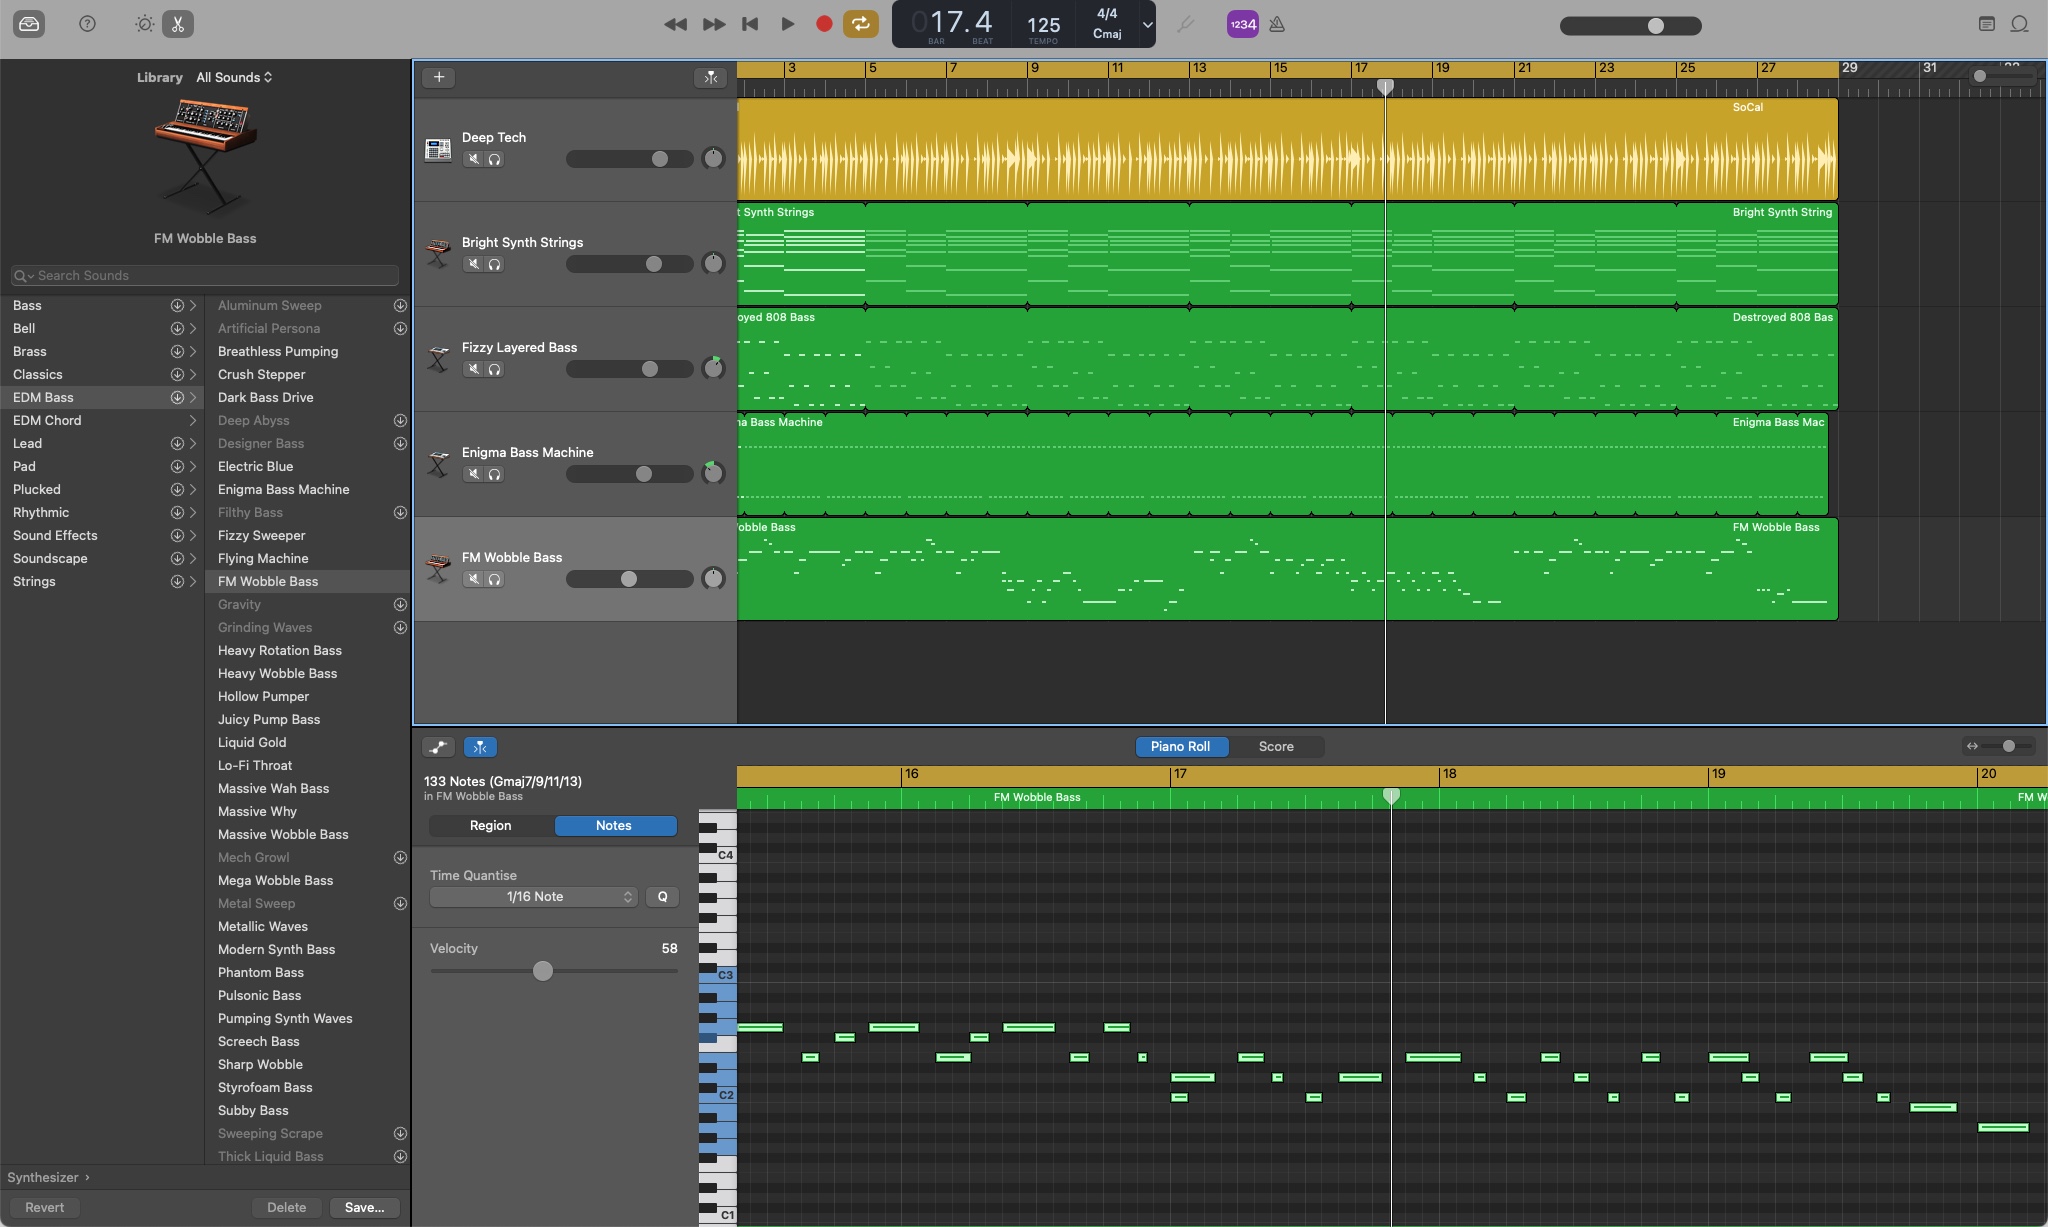 017.4
BAR
BEAT
125
TEMPO
4/4
Cmaj
1234
Library All Sounds
FM Wobble Bass
Search Sounds
Bass
Bell
Brass
Classics
EDM Bass
EDM Chord
Lead
Pad
Plucked
Rhythmic
Sound Effects
Soundscape
Strings
Aluminum Sweep
Artificial Persona
Breathless Pumping
Crush Stepper
Dark Bass Drive
Deep Abyss
Designer Bass
Electric Blue
Enigma Bass Machine
Filthy Bass
Fizzy Sweeper
Flying Machine
FM Wobble Bass
Gravity
Grinding Waves
Heavy Rotation Bass
Heavy Wobble Bass
Hollow Pumper
Juicy Pump Bass
Liquid Gold
Lo-Fi Throat
Massive Wah Bass
Massive Why
Massive Wobble Bass
Mech Growl
Mega Wobble Bass
Metal Sweep
Metallic Waves
Modern Synth Bass
Phantom Bass
Pulsonic Bass
Pumping Synth Waves
Screech Bass
Sharp Wobble
Styrofoam Bass
Subby Bass
Sweeping Scrape
Thick Liquid Bass
Synthesizer ›
Revert
Delete
Save...
3 5 7 9 11 13 15 17 19 21 23 25 27 29 31
Deep Tech
SoCal
Bright Synth Strings
t Synth Strings
Bright Synth String
Fizzy Layered Bass
oyed 808 Bass
Destroyed 808 Bas
Enigma Bass Machine
na Bass Machine
Enigma Bass Mac
FM Wobble Bass
obble Bass
FM Wobble Bass
Piano Roll
Score
133 Notes (Gmaj7/9/11/13)
in FM Wobble Bass
Region
Notes
Time Quantise
1/16 Note
Q
Velocity
58
16 17 18 19 20
FM Wobble Bass
FM W
C4
C3
C2
C1